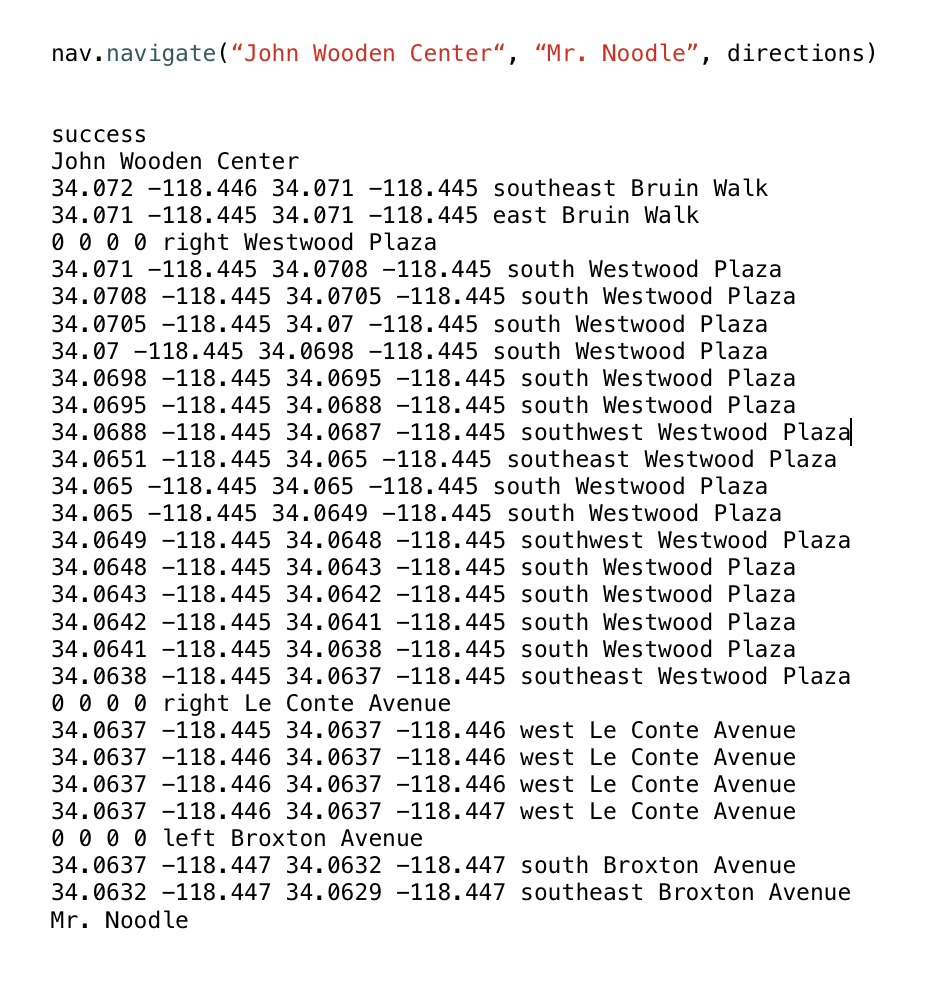 nav.navigate(“John Wooden Center“, “Mr. Noodle”, directions)
success
John Wooden Center
34.072 −118.446 34.071 −118.445 southeast Bruin Walk
34.071 −118.445 34.071 −118.445 east Bruin Walk
0 0 0 0 right Westwood Plaza
34.071 −118.445 34.0708 −118.445 south Westwood Plaza
34.0708 −118.445 34.0705 −118.445 south Westwood Plaza
34.0705 −118.445 34.07 −118.445 south Westwood Plaza
34.07 −118.445 34.0698 −118.445 south Westwood Plaza
34.0698 −118.445 34.0695 −118.445 south Westwood Plaza
34.0695 −118.445 34.0688 −118.445 south Westwood Plaza
34.0688 −118.445 34.0687 −118.445 southwest Westwood Plaza
34.0651 −118.445 34.065 −118.445 southeast Westwood Plaza
34.065 −118.445 34.065 −118.445 south Westwood Plaza
34.065 −118.445 34.0649 −118.445 south Westwood Plaza
34.0649 −118.445 34.0648 −118.445 southwest Westwood Plaza
34.0648 −118.445 34.0643 −118.445 south Westwood Plaza
34.0643 −118.445 34.0642 −118.445 south Westwood Plaza
34.0642 −118.445 34.0641 −118.445 south Westwood Plaza
34.0641 −118.445 34.0638 −118.445 south Westwood Plaza
34.0638 −118.445 34.0637 −118.445 southeast Westwood Plaza
0 0 0 0 right Le Conte Avenue
34.0637 −118.445 34.0637 −118.446 west Le Conte Avenue
34.0637 −118.446 34.0637 −118.446 west Le Conte Avenue
34.0637 −118.446 34.0637 −118.446 west Le Conte Avenue
34.0637 −118.446 34.0637 −118.447 west Le Conte Avenue
0 0 0 0 left Broxton Avenue
34.0637 −118.447 34.0632 −118.447 south Broxton Avenue
34.0632 −118.447 34.0629 −118.447 southeast Broxton Avenue
Mr. Noodle